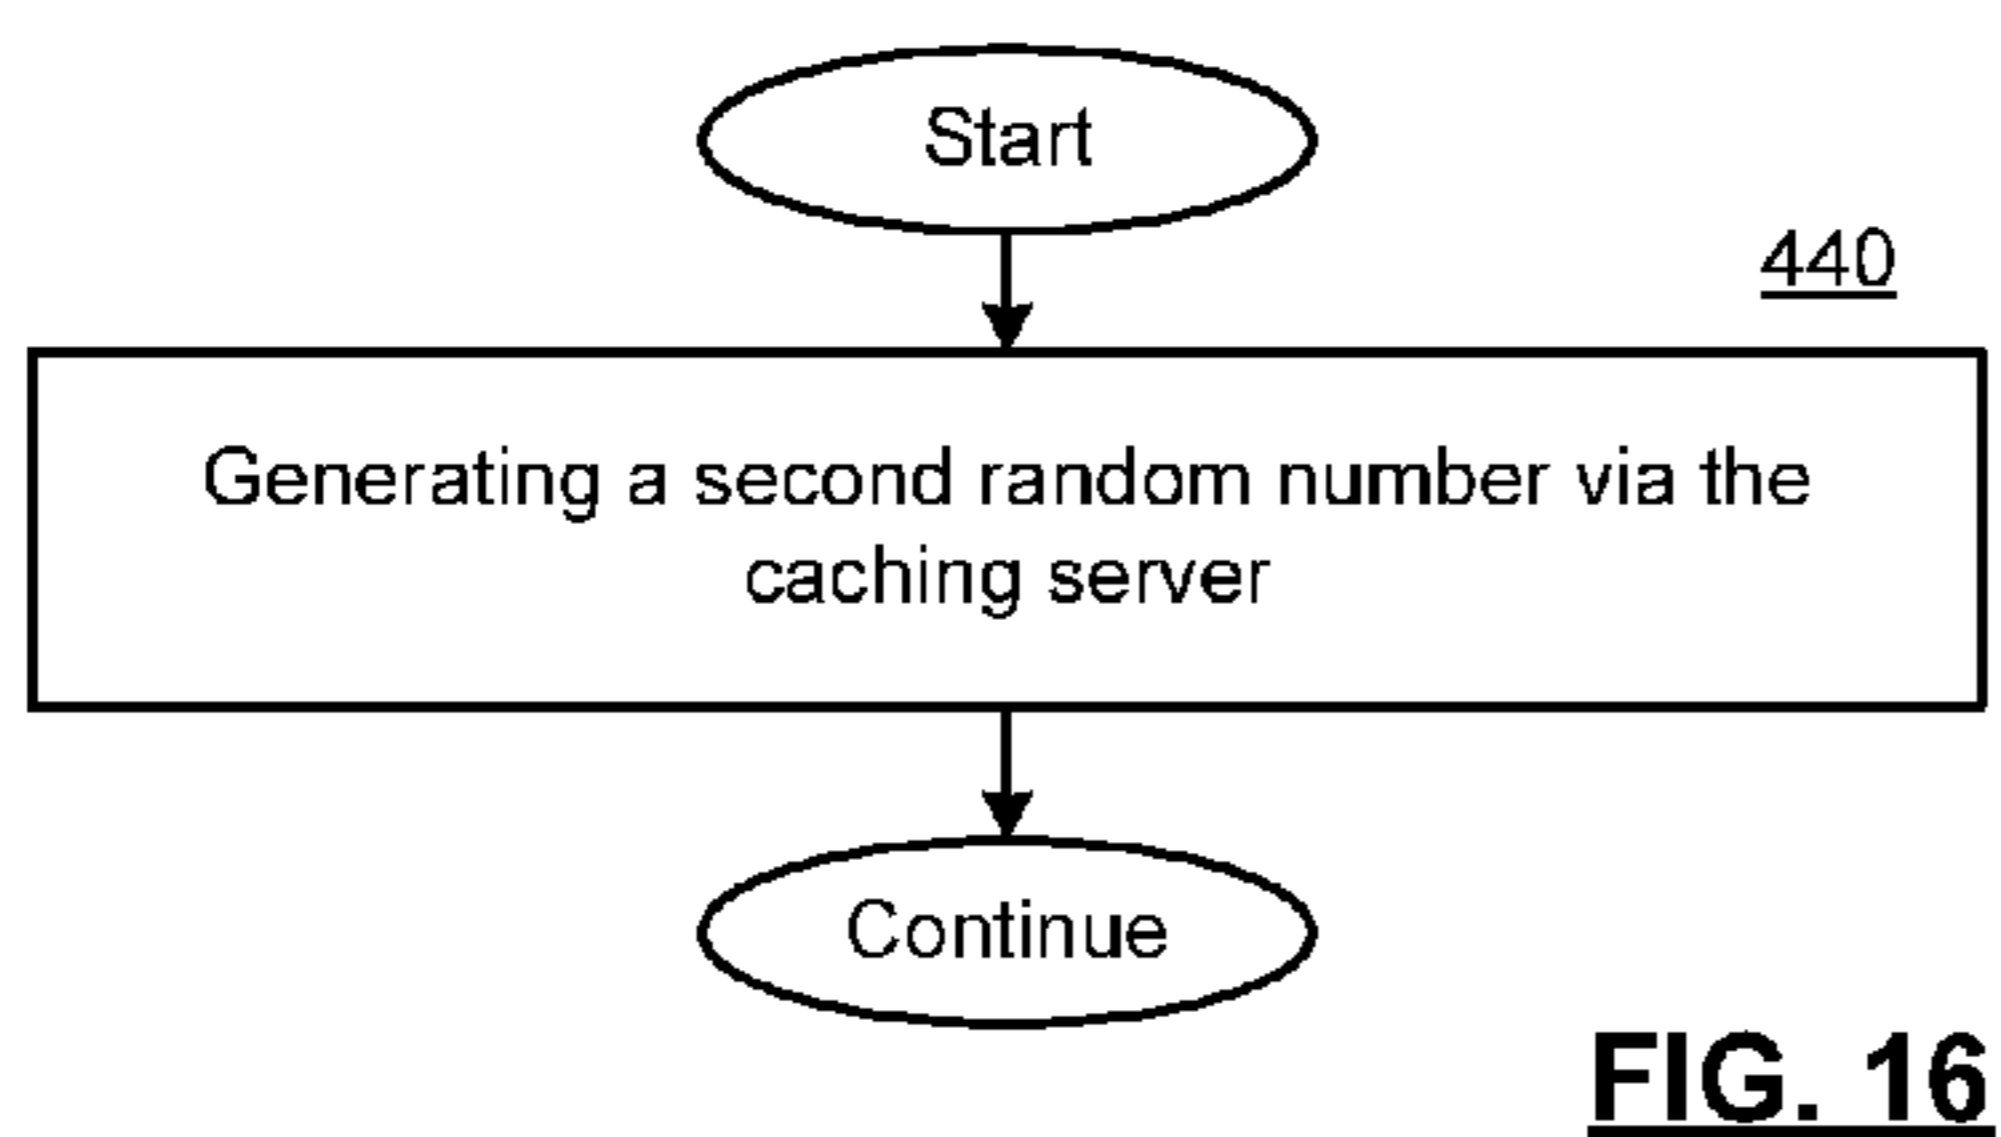 Start
440
Generating a second random number via the
caching server
Continue
FIG. 16